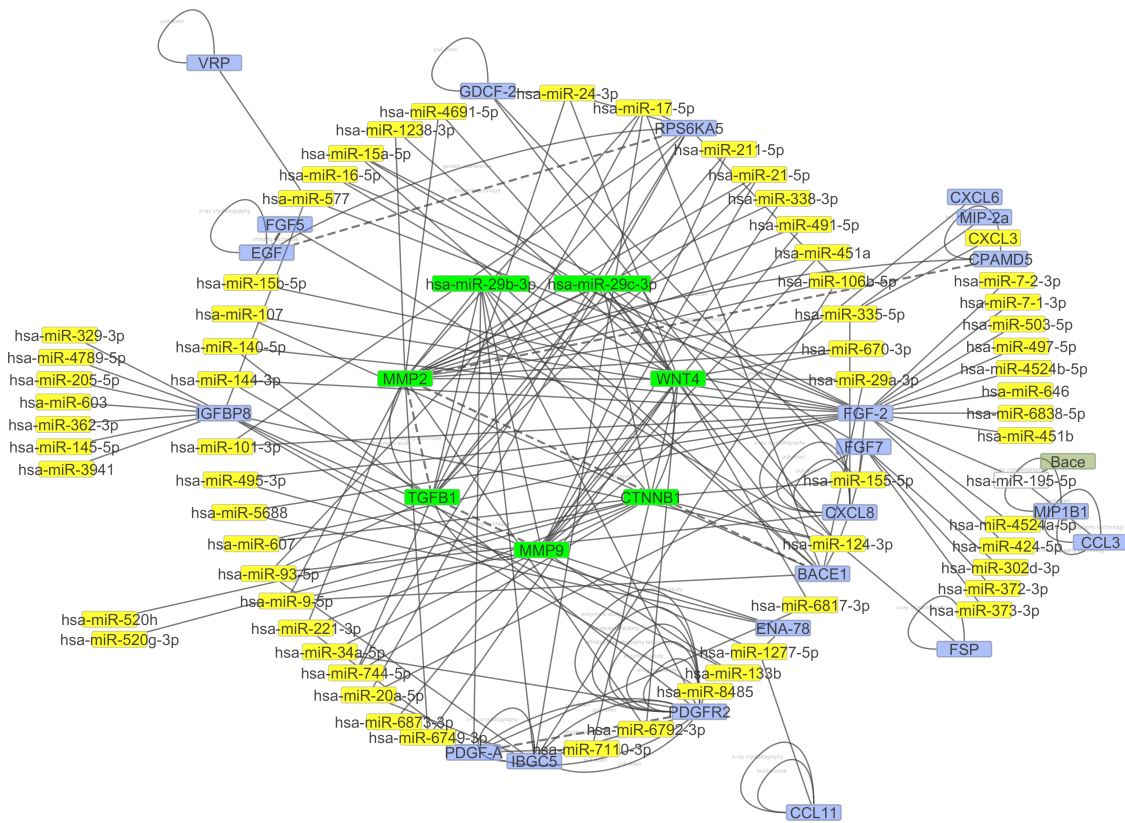 VRP
GDCF-2
hsa-miR-24-3p
hsa-miR-4691-5p
hsa-miR-17-5p
hsa-miR-1238-3p
RPS6KA5
hsa-miR-15a-5p
hsa-miR-211-5p
hsa-miR-16-5p
hsa-miR-21-5p
hsa-miR-577
hsa-miR-338-3p
CXCL6
FGF5
hsa-miR-491-5p
MIP-2a
CXCL3
EGF
hsa-miR-451a
CPAMD5
hsa-miR-15b-5p
hsa-miR-29b-3p
hsa-miR-29c-3p
hsa-miR-106b-5p
hsa-miR-7-2-3p
hsa-miR-7-1-3p
hsa-miR-107
hsa-miR-335-5p
hsa-miR-503-5p
hsa-miR-329-3p
hsa-miR-140-5p
hsa-miR-670-3p
hsa-miR-497-5p
hsa-miR-4789-5p
hsa-miR-4524b-5p
hsa-miR-205-5p
hsa-miR-144-3p
MMP2
WNT4
hsa-miR-29a-3p
hsa-miR-646
hsa-miR-603
IGFBP8
FGF-2
hsa-miR-6838-5p
hsa-miR-362-3p
hsa-miR-451b
hsa-miR-145-5p
hsa-miR-101-3p
FGF7
Bace
hsa-miR-3941
hsa-miR-495-3p
hsa-miR-155-5p
hsa-miR-195-5p
TGFB1
CTNNB1
hsa-miR-5688
CXCL8
MIP1B1
hsa-miR-4524a-5p
hsa-miR-607
MMP9
hsa-miR-124-3p
hsa-miR-424-5p
CCL3
hsa-miR-93-5p
BACE1
hsa-miR-302d-3p
hsa-miR-372-3p
hsa-miR-9-5p
hsa-miR-6817-3p
hsa-miR-373-3p
hsa-miR-520h
hsa-miR-221-3p
ENA-78
hsa-miR-520g-3p
hsa-miR-34a-5p
hsa-miR-1277-5p
FSP
hsa-miR-744-5p
hsa-miR-133b
hsa-miR-20a-5p
hsa-miR-8485
PDGFR2
hsa-miR-6873-3p
hsa-miR-6749-3p
hsa-miR-6792-3p
PDGF-A
hsa-miR-7110-3p
IBGC5
CCL11